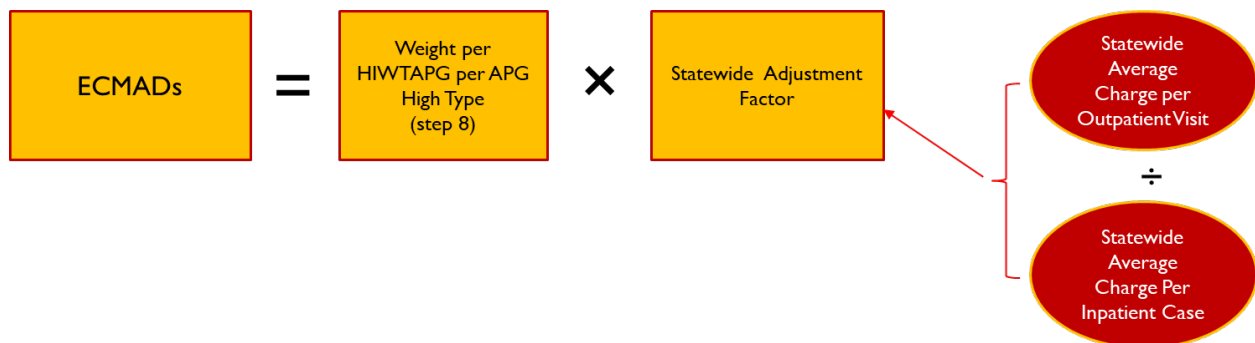 ECMADs
=
Weight per
HIWTAPG per APG
High Type
(step 8)
×
Statewide Adjustment
Factor
Statewide
Average
Charge per
Outpatient Visit
÷
Statewide
Average
Charge Per
Inpatient Case